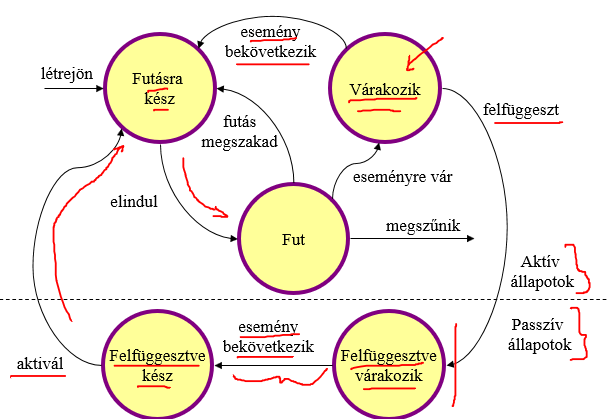 esemény
bekövetkezik
létrejön
Futásra
kész
Várakozik
felfüggeszt
futás
megszakad
eseményre vár
elindul
Fut
megszűnik
Aktív
állapotok
Passzív
állapotok
esemény
bekövetkezik
aktivál
Felfüggesztve
kész
Felfüggesztve
várakozik